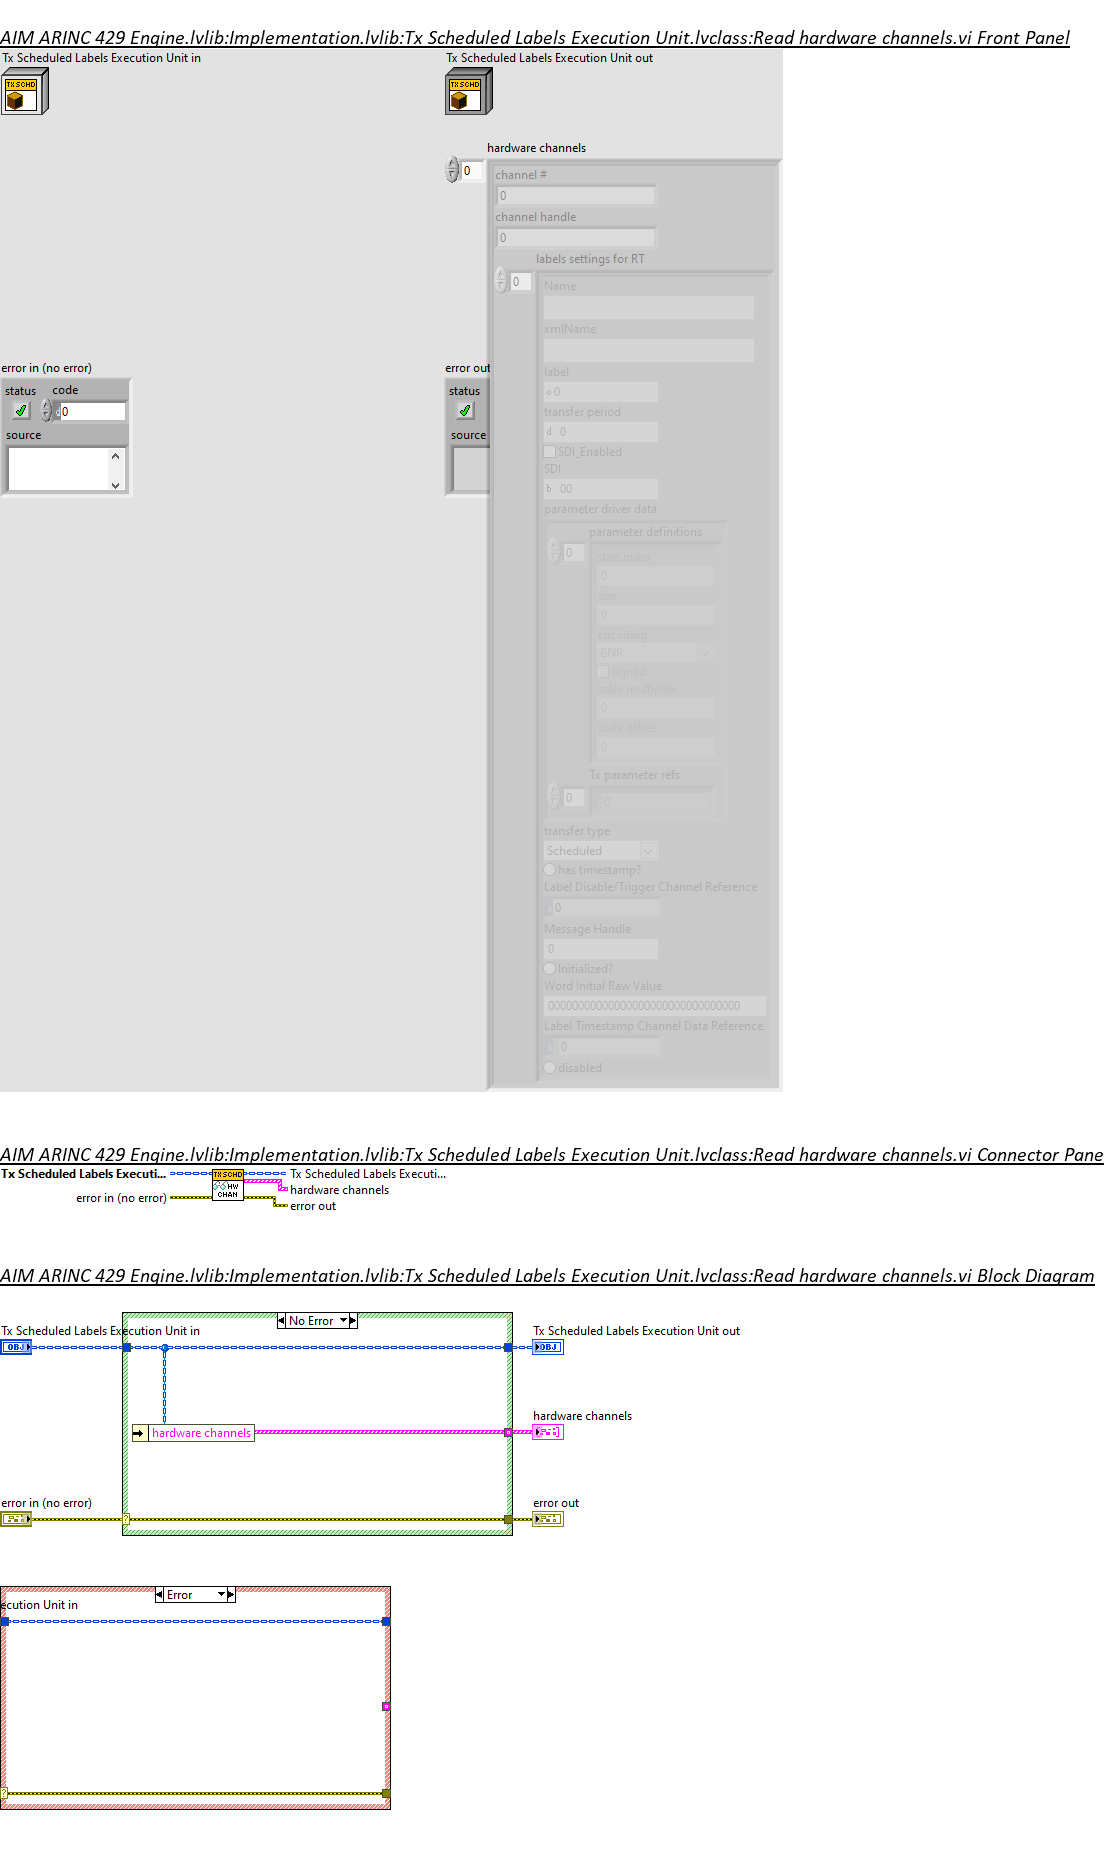 AIM ARINC 429 Engine.lvlib:Implementation.lvlib:Tx Scheduled Labels Execution Unit.lvclass:Read hardware channels.vi Front Panel
Tx Scheduled Labels Execution Unit in
Tx Scheduled Labels Execution Unit out
TX SCHD
TX SCHD
hardware channels
0
channel #
0
channel handle
0
labels settings for RT
0
Name
xmlName
error in (no error)
error out
status
code
0
status
label
o 0
transfer period
d 0
source
source
SDI_Enabled
SDI
b 00
parameter driver data
parameter definitions
0
start index
0
size
0
encoding
BNR
signed
scale multiplier
0
scale offset
0
Tx parameter refs
0
0
transfer type
Scheduled
has timestamp?
Label Disable/Trigger Channel Reference
0
Message Handle
0
Initialized?
Word Initial Raw Value
00000000000000000000000000000000
Label Timestamp Channel Data Reference
0
disabled
AIM ARINC 429 Engine.lvlib:Implementation.lvlib:Tx Scheduled Labels Execution Unit.lvclass:Read hardware channels.vi Connector Pane
Tx Scheduled Labels Executi...
TX SCHD
Tx Scheduled Labels Executi...
HW
CHAN
hardware channels
error in (no error)
error out
AIM ARINC 429 Engine.lvlib:Implementation.lvlib:Tx Scheduled Labels Execution Unit.lvclass:Read hardware channels.vi Block Diagram
No Error
Tx Scheduled Labels Execution Unit in
Tx Scheduled Labels Execution Unit out
OBJ
OBJ
hardware channels
hardware channels
error in (no error)
error out
?
Error
ecution Unit in
?